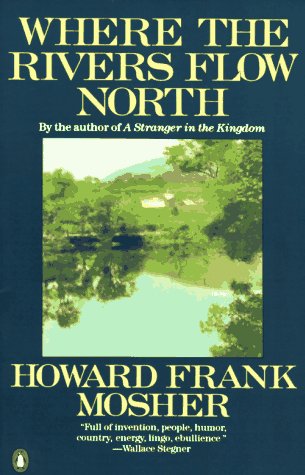 WHERE THE
RIVERS FLOW
NORTH
By the author of A Stranger in the Kingdom
HOWARD FRANK
MOSHER
"Full of invention, people, humor,
country, energy, lingo, ebullience"
—Wallace Stegner